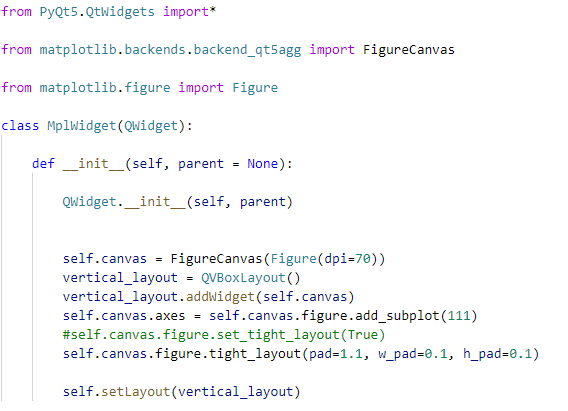 from PyQt5.QtWidgets import*
from matplotlib.backends.backend_qt5agg import FigureCanvas
from matplotlib.figure import Figure
class MplWidget(QWidget):
def __init__(self, parent = None):
QWidget.__init__(self, parent)
self.canvas = FigureCanvas(Figure(dpi=70))
vertical_layout = QVBoxLayout()
vertical_layout.addWidget(self.canvas)
self.canvas.axes = self.canvas.figure.add_subplot(111)
#self.canvas.figure.set_tight_layout(True)
self.canvas.figure.tight_layout(pad=1.1, w_pad=0.1, h_pad=0.1)
self.setLayout(vertical_layout)